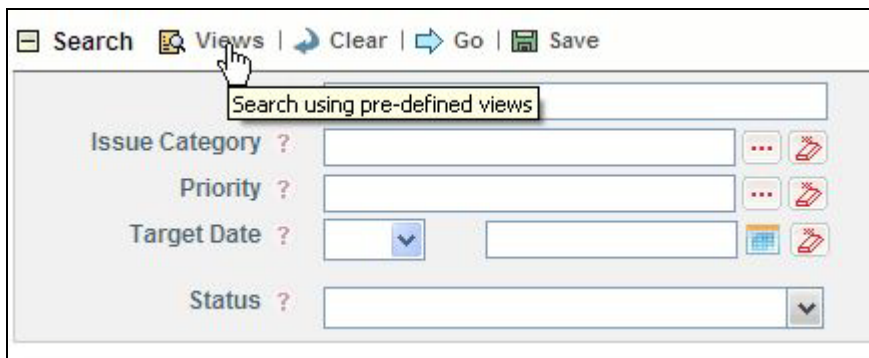 Search Views | Clear | Go | Save
Search using pre-defined views
Issue Category ?
Priority ?
Target Date ?
Status ?